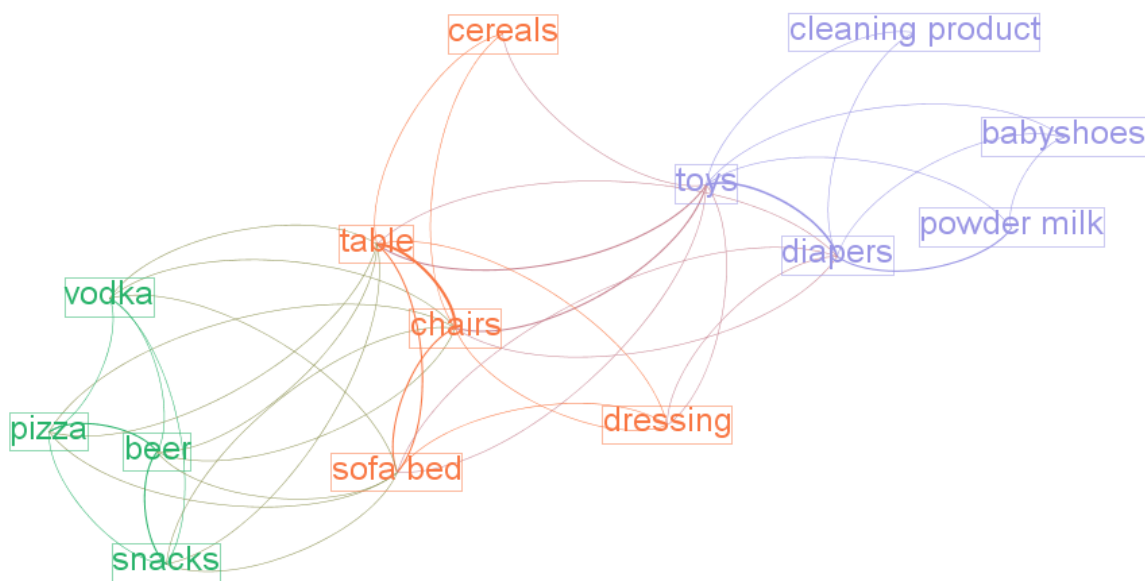 cereals
cleaning product
babyshoes
toys
powder milk
table
diapers
vodka
chairs
dressing
pizza
beer
sofa bed
snacks